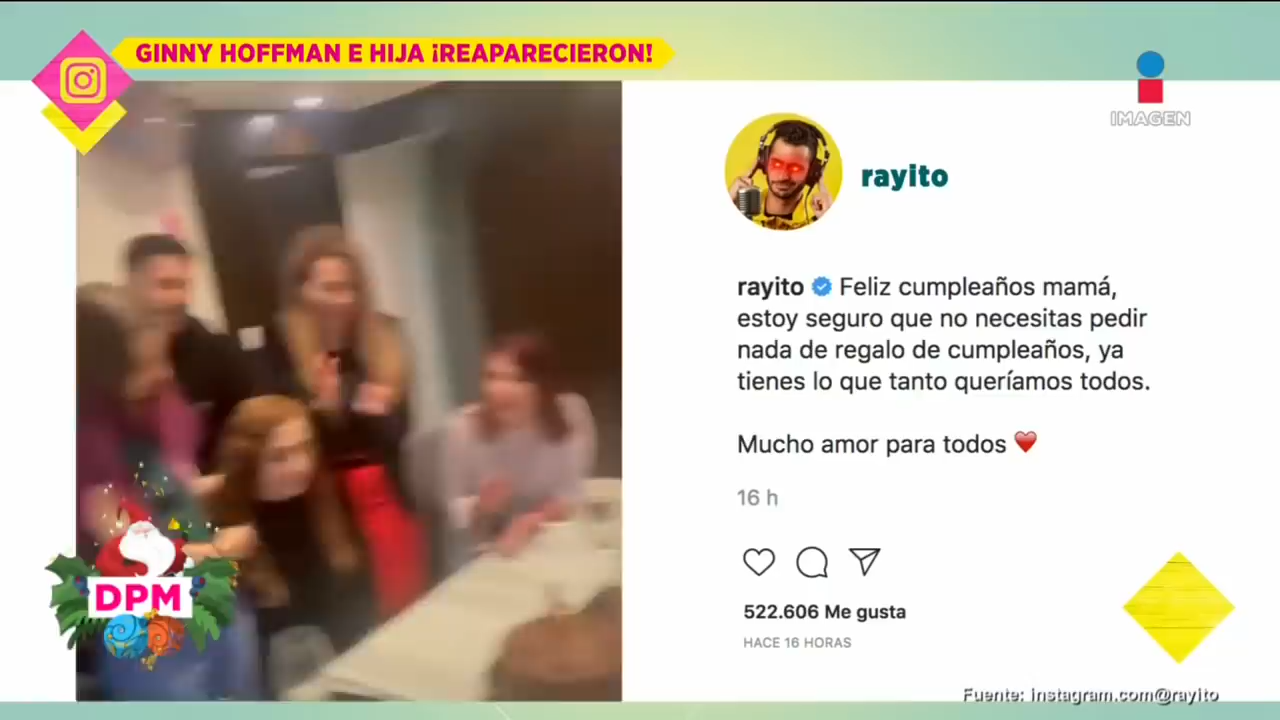 GINNY HOFFMAN E HIJA ¡REAPARECIERON!
IMAGEN
rayito
rayito Feliz cumpleaños mamá,
estoy seguro que no necesitas pedir
nada de regalo de cumpleaños, ya
tienes lo que tanto queríamos todos.
Mucho amor para todos
16 h
522.606 Me gusta
HACE 16 HORAS
DPM
Fuente: instagram.com@rayito